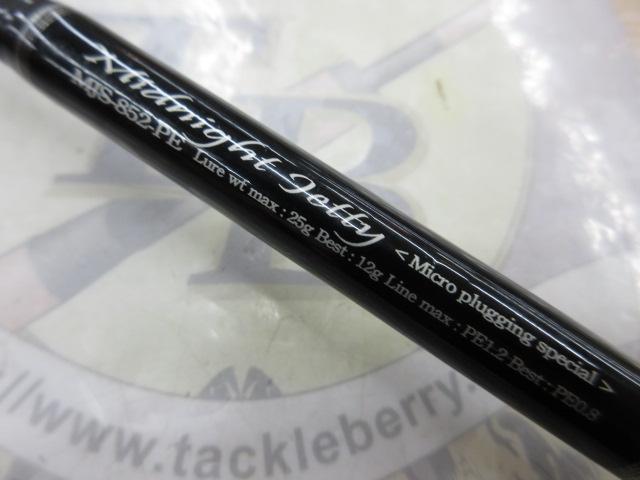 Midnight Jetty <Micro plugging special>
MJS-852-PE Lure wt max : 25g Best : 12g Line max : PE1.2 Best : PE0.8
TB
//www.tackleberry.